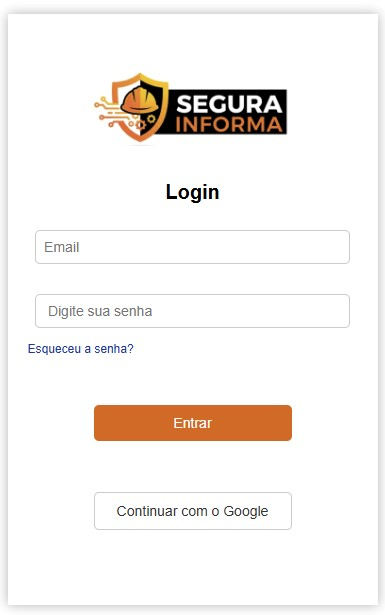 SEGURA
INFORMA
Login
Email
Digite sua senha
Esqueceu a senha?
Entrar
Continuar com o Google